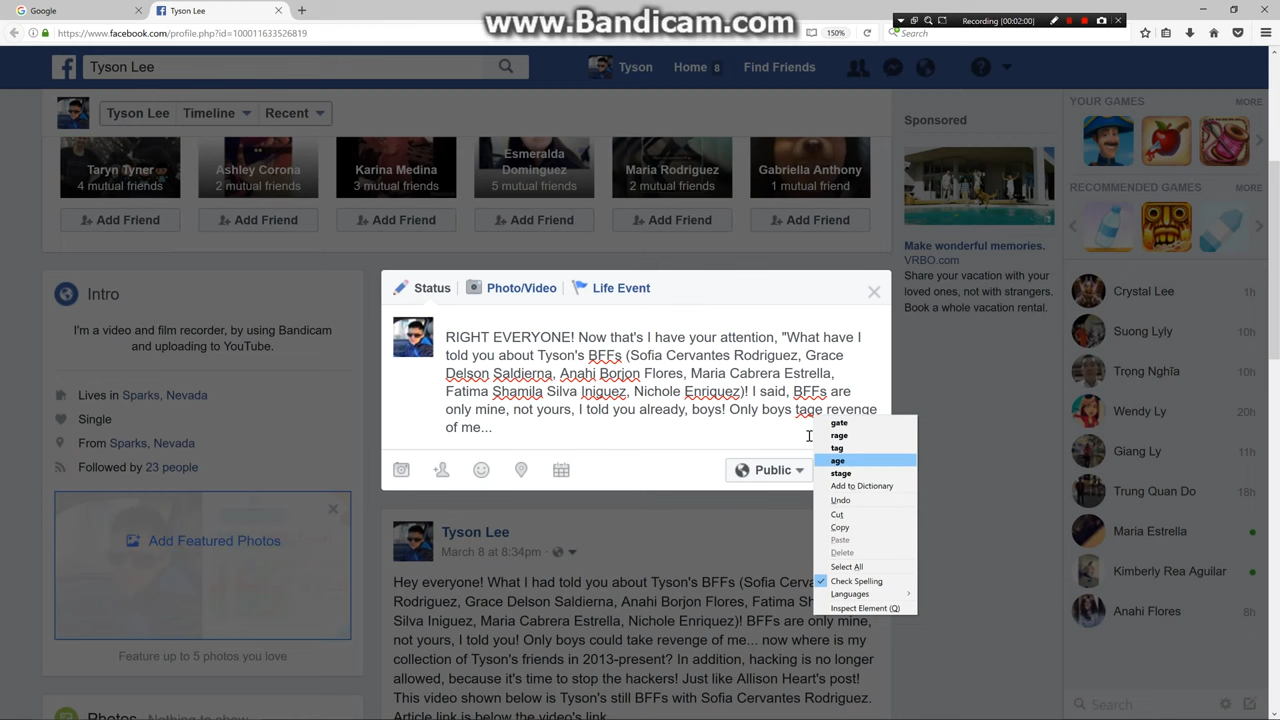 Google
Tyson Lee
www.Bandicam.com
Recording [00:02:00]
https://www.facebook.com/profile.php?id=100011633526819
150%
Search
Tyson Lee
Tyson
Home 8
Find Friends
Tyson Lee
Timeline
Recent
Taryn Tyner
4 mutual friends
Ashley Corona
2 mutual friends
Karina Medina
3 mutual friends
Esmeralda
Dominguez
5 mutual friends
Maria Rodriguez
2 mutual friends
Gabriella Anthony
1 mutual friend
Add Friend
Add Friend
Add Friend
Add Friend
Add Friend
Add Friend
Intro
I'm a video and film recorder, by using Bandicam
and uploading to YouTube.
Lives in Sparks, Nevada
Single
From Sparks, Nevada
Followed by 23 people
Add Featured Photos
Feature up to 5 photos you love
Photos
Nothing to show
Status
Photo/Video
Life Event
RIGHT EVERYONE! Now that's I have your attention, "What have I
told you about Tyson's BFFs (Sofia Cervantes Rodriguez, Grace
Delson Saldierna, Anahi Borjon Flores, Maria Cabrera Estrella,
Fatima Shamila Silva Iniguez, Nichole Enriquez)! I said, BFFs are
only mine, not yours, I told you already, boys! Only boys tage revenge
of me...
Public
gate
rage
tag
age
stage
Add to Dictionary
Undo
Cut
Copy
Paste
Delete
Select All
Check Spelling
Languages
Inspect Element (Q)
Tyson Lee
March 8 at 8:34pm
Hey everyone! What I had told you about Tyson's BFFs (Sofia Cerva
Rodriguez, Grace Delson Saldierna, Anahi Borjon Flores, Fatima Sh
Silva Iniguez, Maria Cabrera Estrella, Nichole Enriquez)! BFFs are only mine,
not yours, I told you! Only boys could take revenge of me... now where is my
collection of Tyson's friends in 2013-present? In addition, hacking is no longer
allowed, because it's time to stop the hackers! Just like Allison Heart's post!
This video shown below is Tyson's still BFFs with Sofia Cervantes Rodriguez.
Article link is below the video's link
Sponsored
Make wonderful memories.
VRBO.com
Share your vacation with your
loved ones, not with strangers.
Book a whole vacation rental.
YOUR GAMES
MORE
RECOMMENDED GAMES
MORE
Crystal Lee
1h
Suong Lyly
1h
Trọng Nghĩa
1h
Wendy Ly
2h
Giang Ly
17h
Trung Quan Do
18h
Maria Estrella
Kimberly Rea Aguilar
Anahi Flores
8h
Search